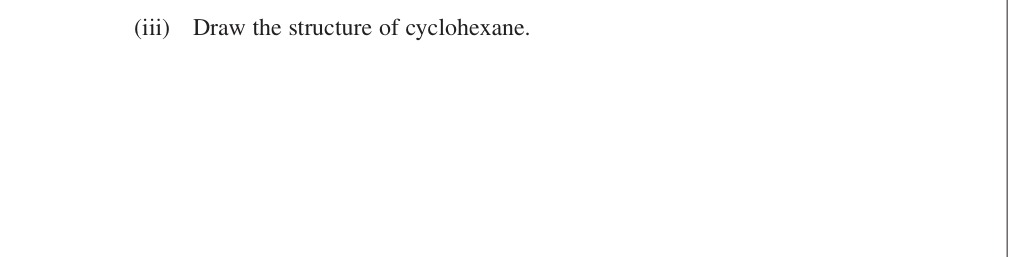 (iii) Draw the structure of cyclohexane.